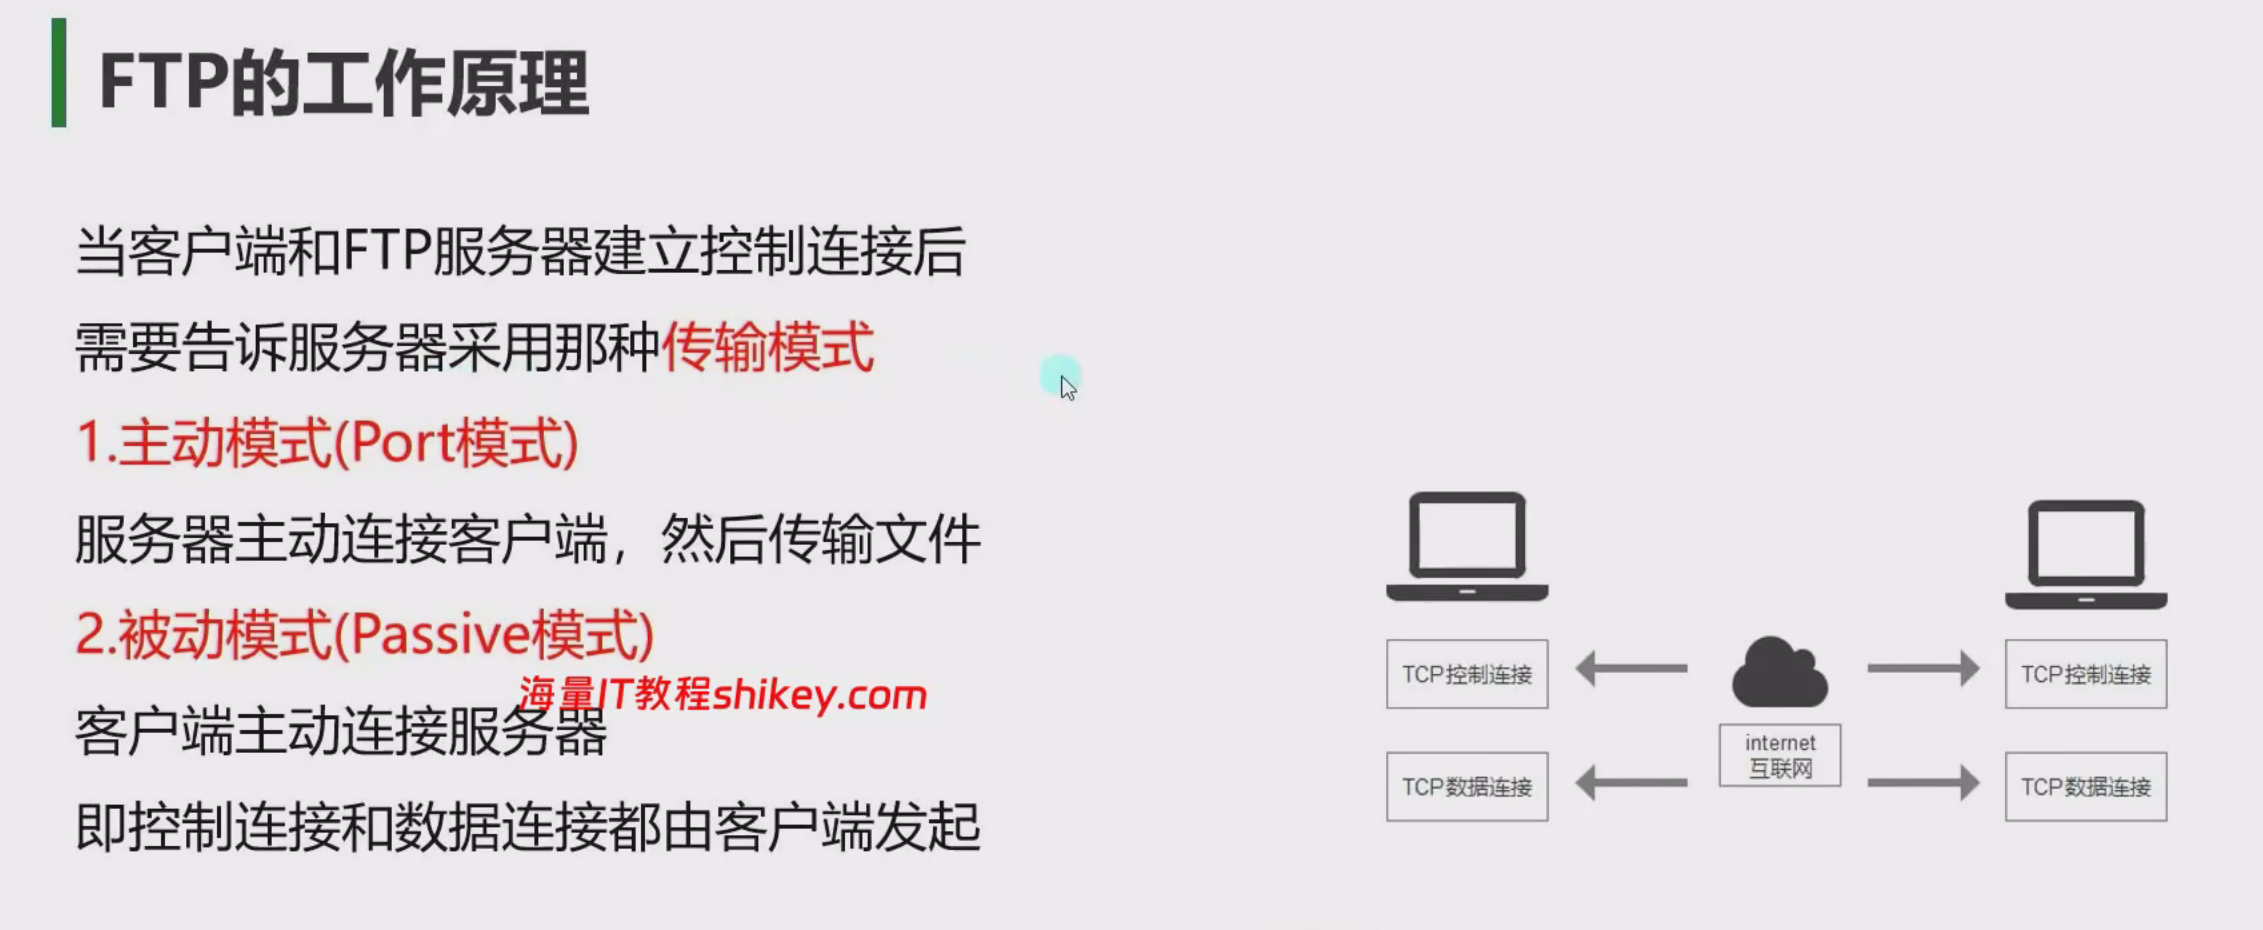 FTP的工作原理
当客户端和FTP服务器建立控制连接后
需要告诉服务器采用那种传输模式
1.主动模式(Port模式)
服务器主动连接客户端，然后传输文件
2.被动模式(Passive模式)
海量IT教程shikey.com
客户端主动连接服务器
即控制连接和数据连接都由客户端发起
TCP控制连接
TCP数据连接
internet
互联网
TCP控制连接
TCP数据连接